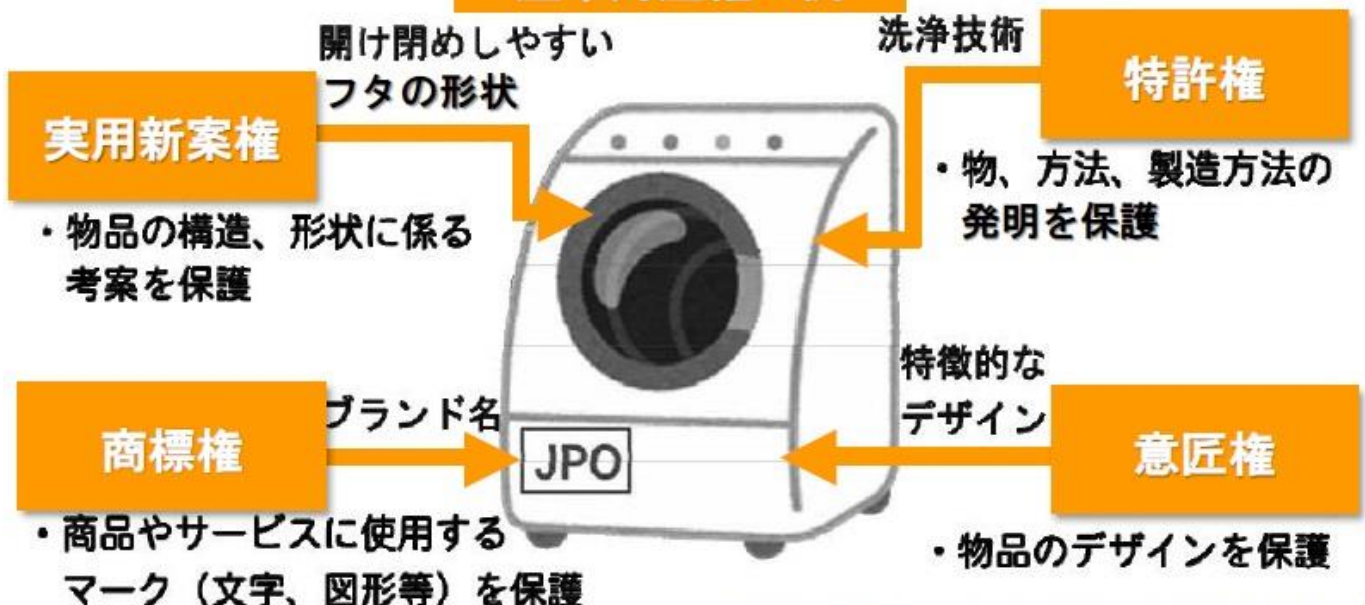 開け閉めしやすい
フタの形状
洗浄技術
実用新案権
特許権
・物品の構造、形状に係る
考案を保護
・物、方法、製造方法の
発明を保護
ブランド名
商標権
JPO
特徴的な
デザイン
意匠権
・商品やサービスに使用する
マーク（文字、図形等）を保護
・物品のデザインを保護